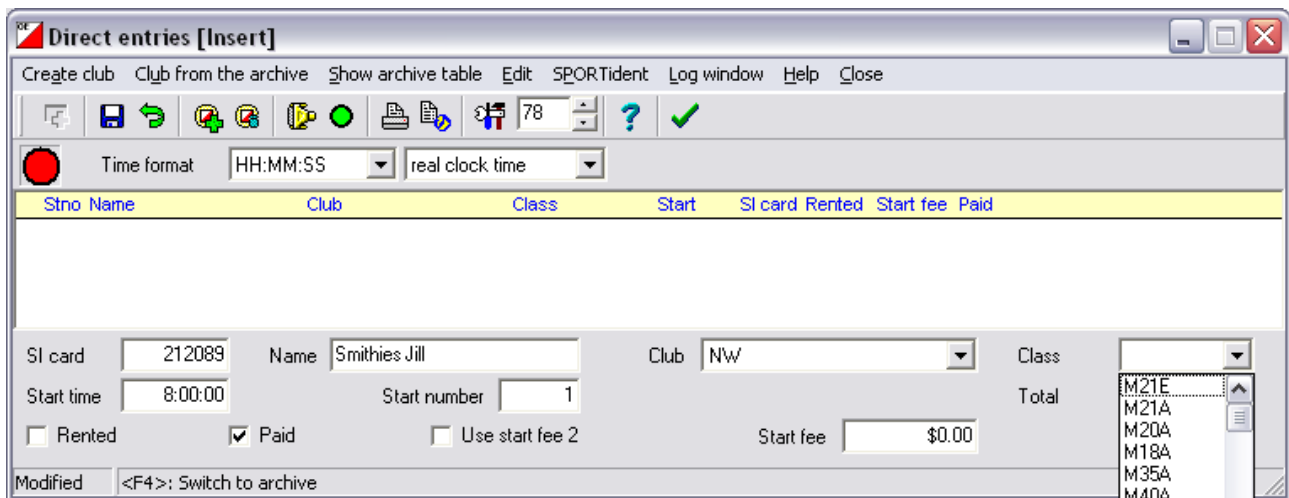 OE
Direct entries [Insert]
Create club Club from the archive Show archive table Edit SPORTident Log window Help Close
78 ?
Time format HH:MM:SS real clock time
Stno Name Club Class Start SI card Rented Start fee Paid
SI card 212089 Name Smithies Jill Club NW Class
Start time 8:00:00 Start number 1 Total
Rented Paid Use start fee 2 Start fee $0.00
M21E
M21A
M20A
M18A
M35A
M40A
Modified <F4>: Switch to archive